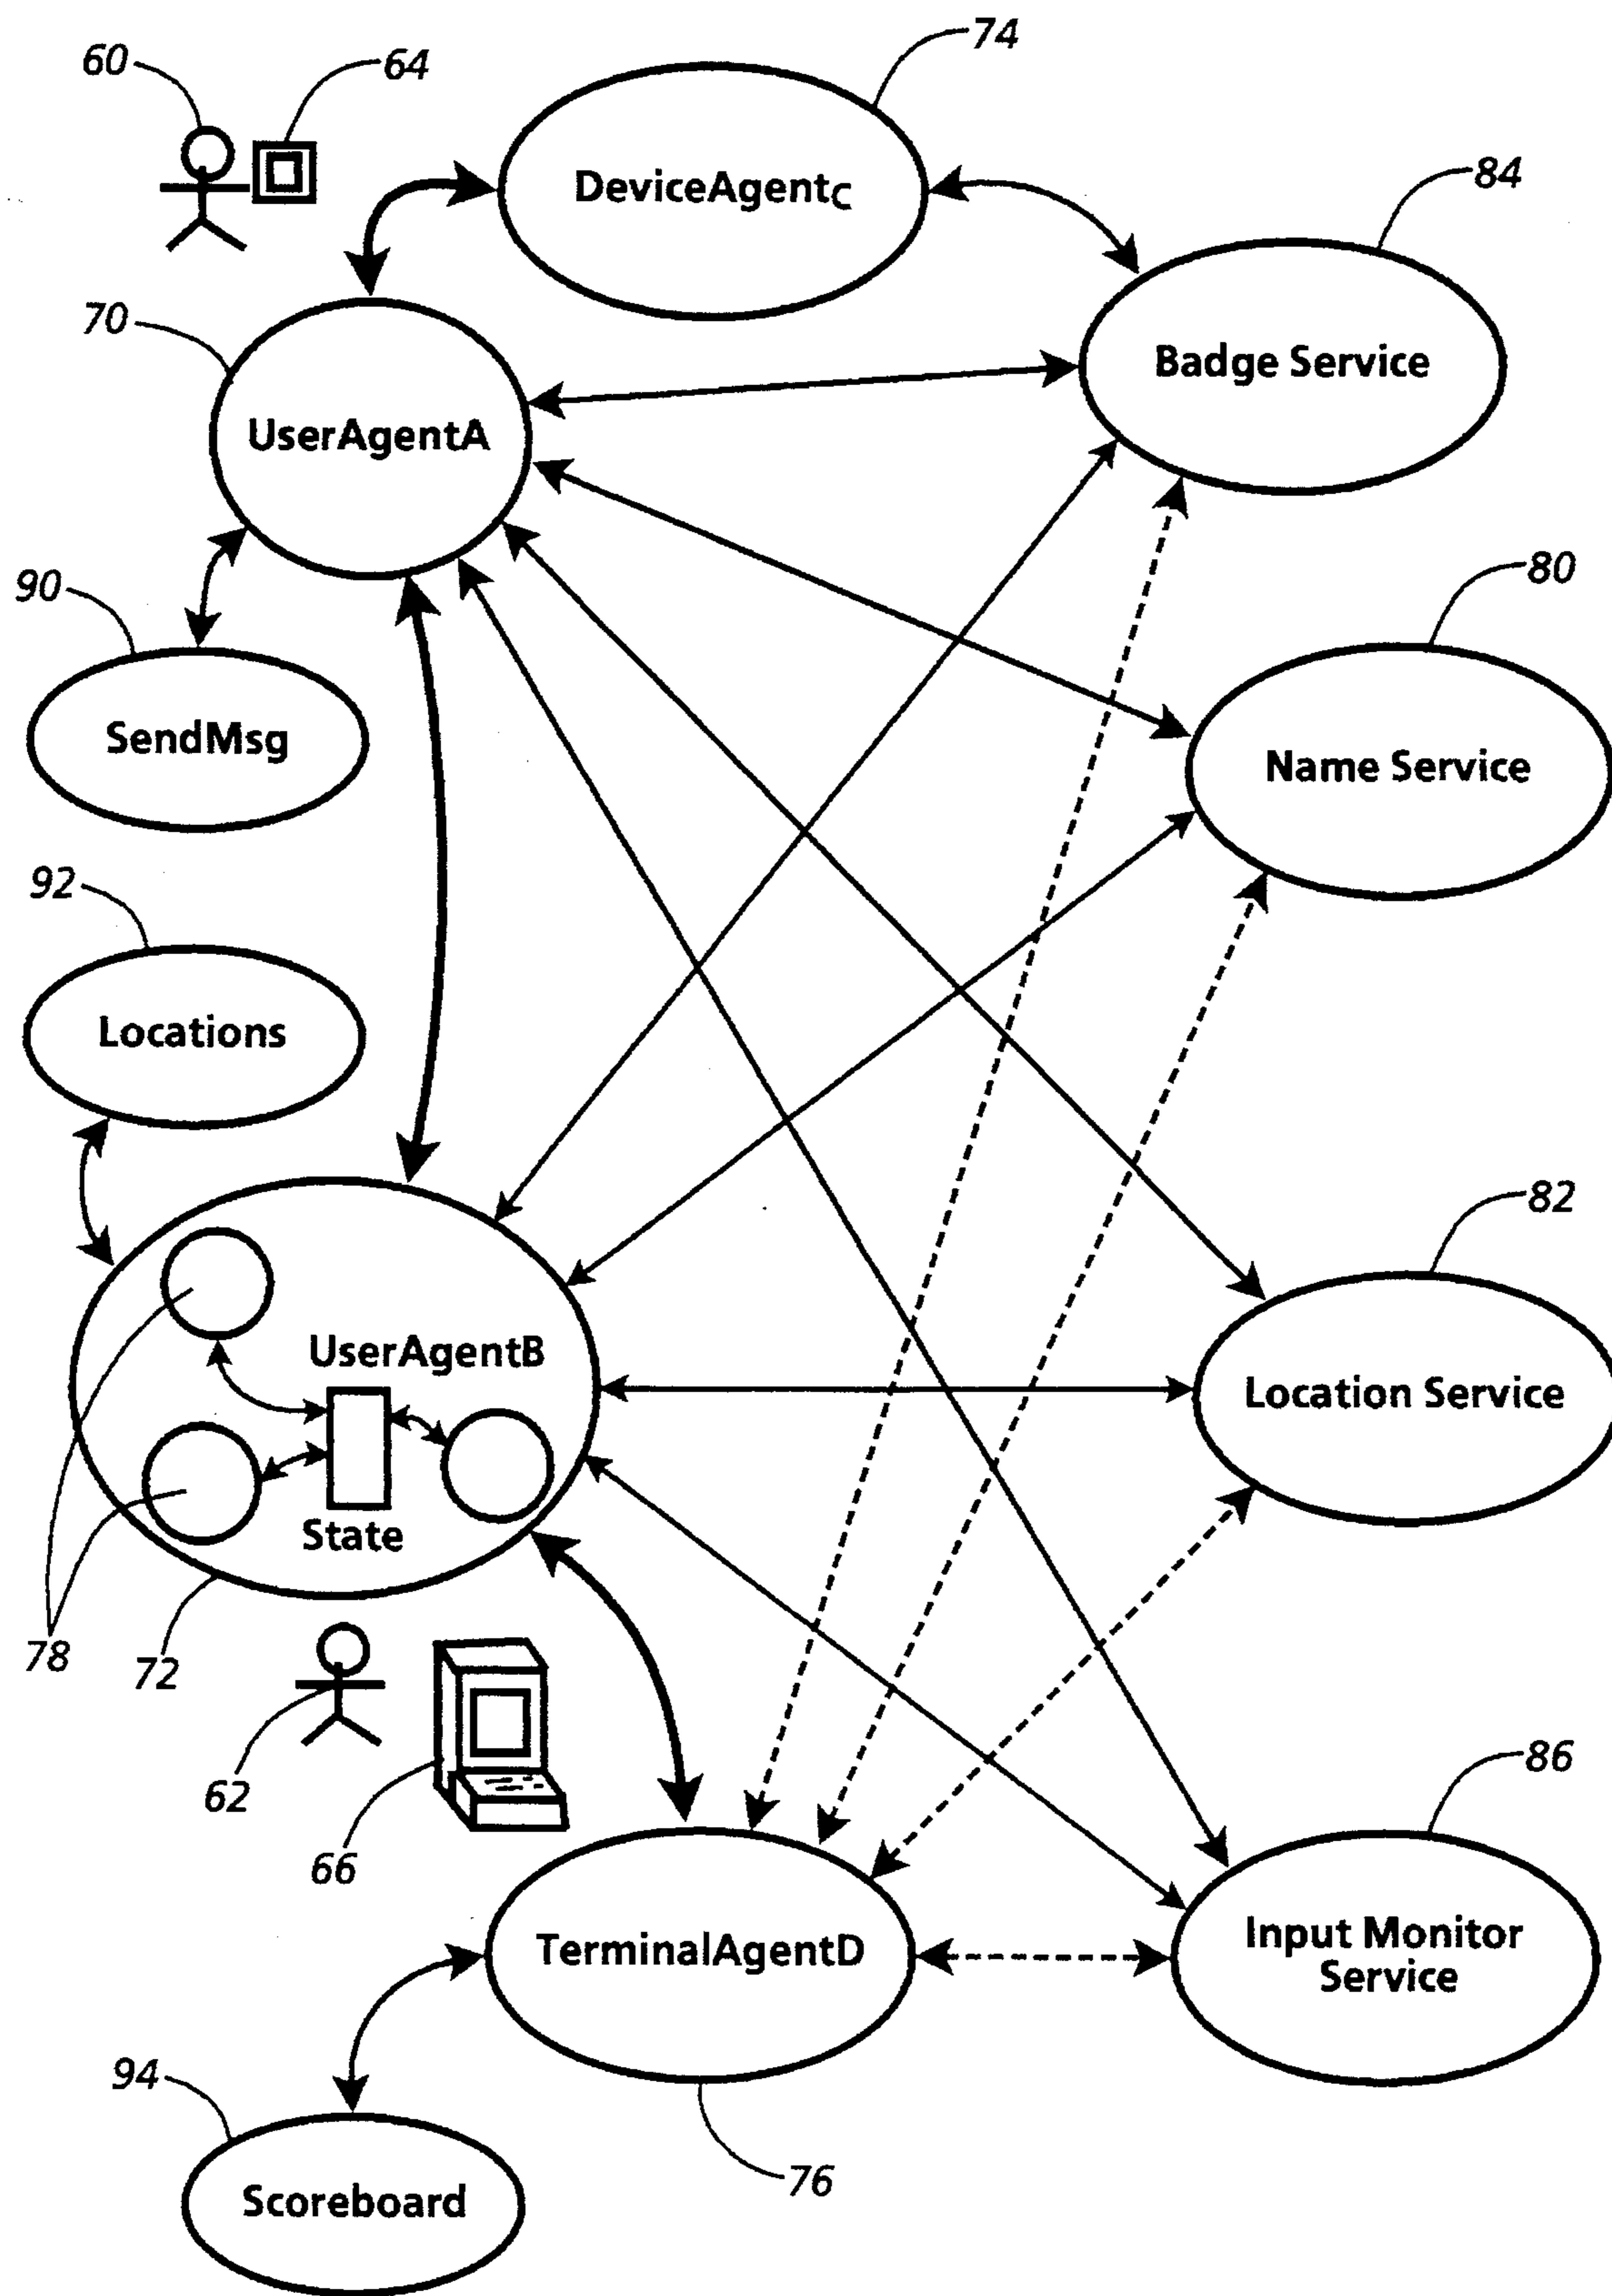 74
60
64
DeviceAgentC
84
70
Badge Service
UserAgentA
90
80
SendMsg
Name Service
92
Locations
82
UserAgentB
Location Service
State
78
72
62
66
86
TerminalAgentD
Input Monitor
Service
94
76
Scoreboard